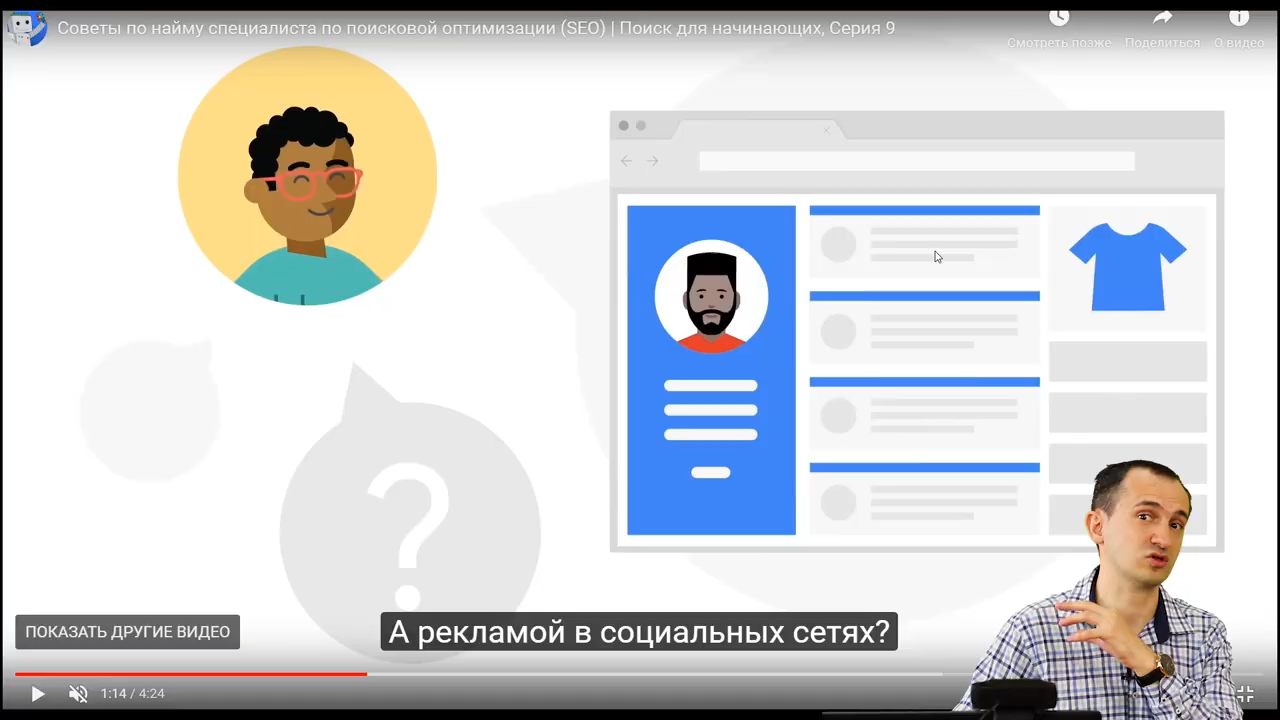 Советы по найму специалиста по поисковой оптимизации (SEO) | Поиск для начинающих, Серия 9
Смотреть позже
Поделиться
О видео
?
А рекламой в социальных сетях?
ПОКАЗАТЬ ДРУГИЕ ВИДЕО
1:14 / 4:24